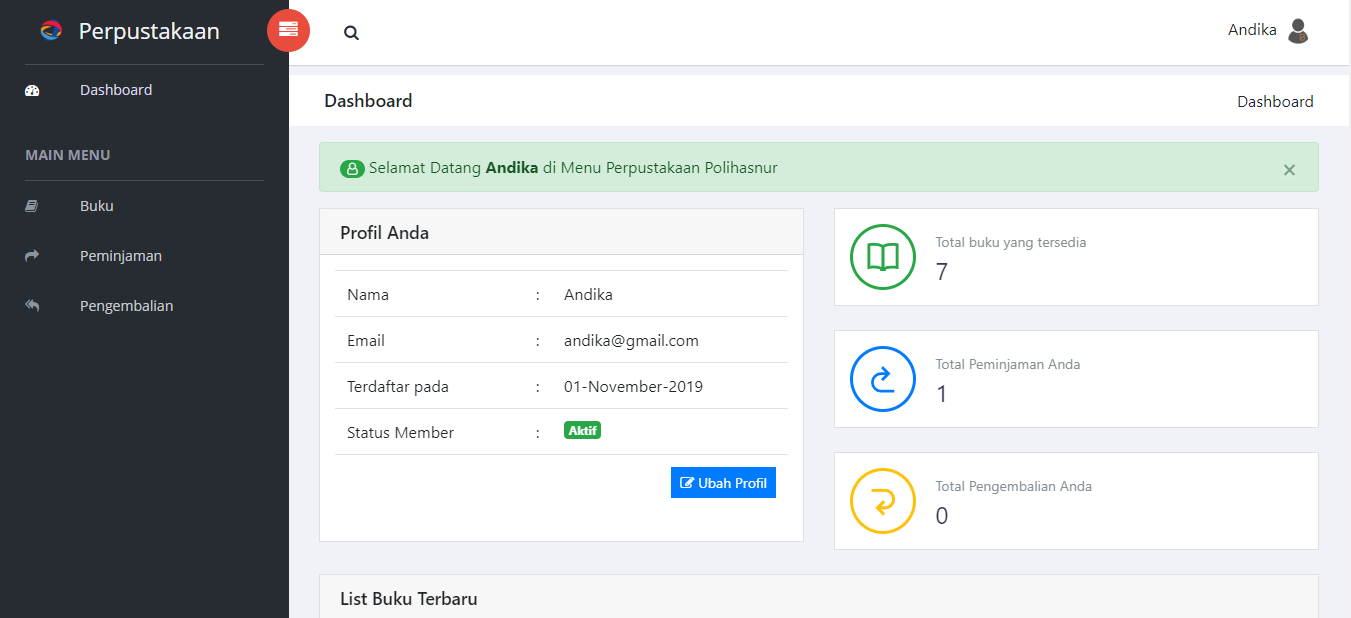 Perpustakaan
Andika
Dashboard
MAIN MENU
Buku
Peminjaman
Pengembalian
Dashboard
Dashboard
Selamat Datang Andika di Menu Perpustakaan Polihasnur ×
Profil Anda
Nama : Andika
Email : andika@gmail.com
Terdaftar pada : 01-November-2019
Status Member : Aktif
Ubah Profil
Total buku yang tersedia
7
Total Peminjaman Anda
1
Total Pengembalian Anda
0
List Buku Terbaru